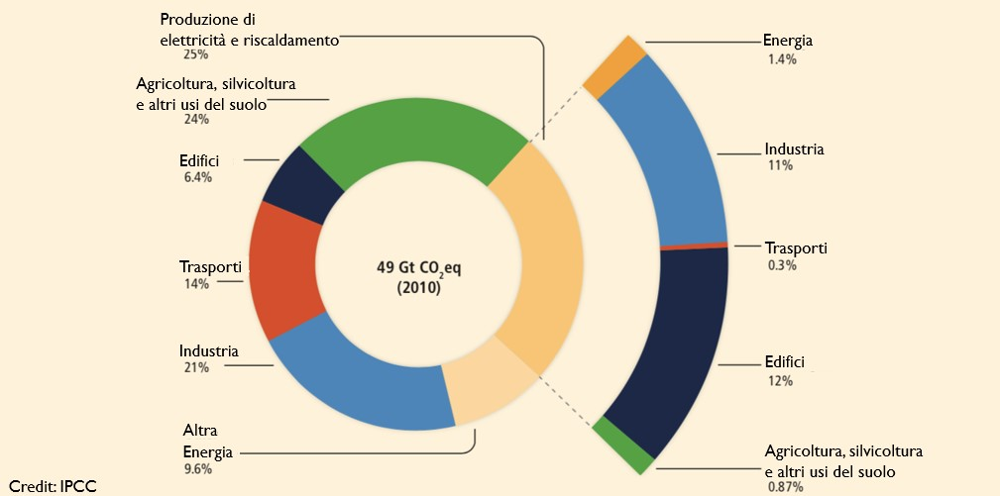 Produzione di
elettricità e riscaldamento
25%
Agricoltura, silvicoltura
e altri usi del suolo
24%
Edifici
6.4%
Trasporti
14%
Industria
21%
Altra
Energia
9.6%
49 Gt CO2eq
(2010)
Energia
1.4%
Industria
11%
Trasporti
0.3%
Edifici
12%
Agricoltura, silvicoltura
e altri usi del suolo
0.87%
Credit: IPCC